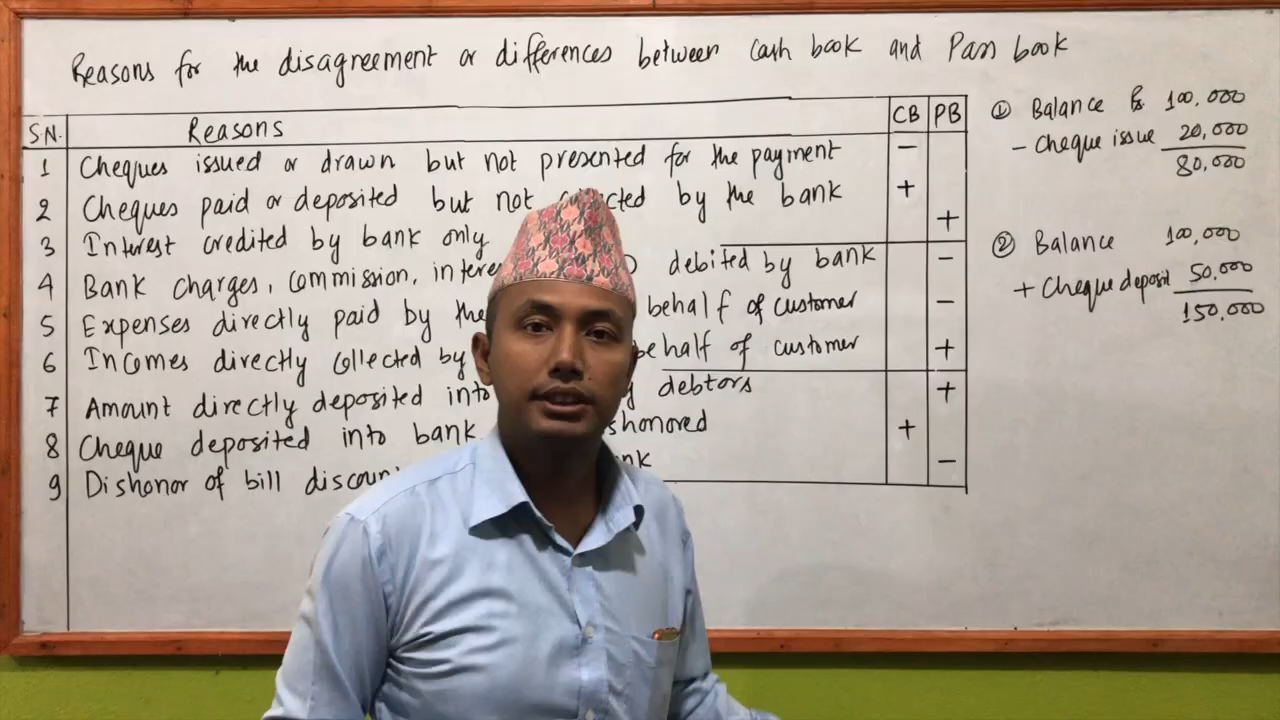 Reasons for the disagreement or differences between cash book and Pass book
S.N. Reasons CB PB
1 Cheques issued or drawn but not presented for the payment −
2 Cheques paid or deposited but not by the bank +
3 Interest credited by bank only +
4 Bank charges, commission, debited by bank −
5 Expenses directly paid by the behalf of customer −
6 Incomes directly collected by behalf of customer +
7 Amount directly deposited into debtors +
8 Cheque deposited into bank +
9 Dishonor of bill −
① Balance Rs 100,000
− Cheque issue 20,000
80,000
② Balance 100,000
+ Cheque deposit 50,000
150,000